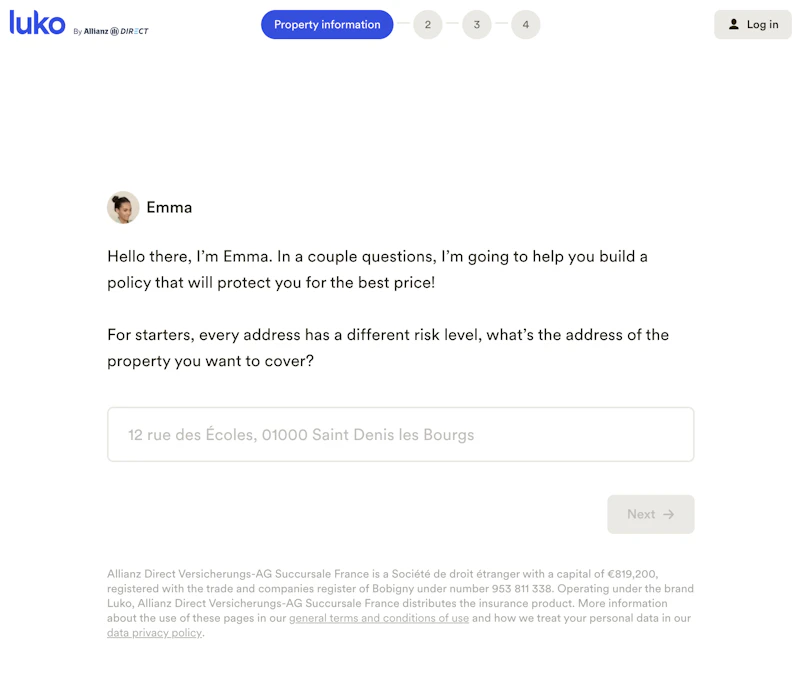 luko By Allianz DIRECT
Property information 2 3 4
Log in
Emma
Hello there, I’m Emma. In a couple questions, I’m going to help you build a
policy that will protect you for the best price!
For starters, every address has a different risk level, what’s the address of the
property you want to cover?
12 rue des Écoles, 01000 Saint Denis les Bourgs
Next →
Allianz Direct Versicherungs-AG Succursale France is a Société de droit étranger with a capital of €819,200,
registered with the trade and companies register of Bobigny under number 953 811 338. Operating under the brand
Luko, Allianz Direct Versicherungs-AG Succursale France distributes the insurance product. More information
about the use of these pages in our general terms and conditions of use and how we treat your personal data in our
data privacy policy.